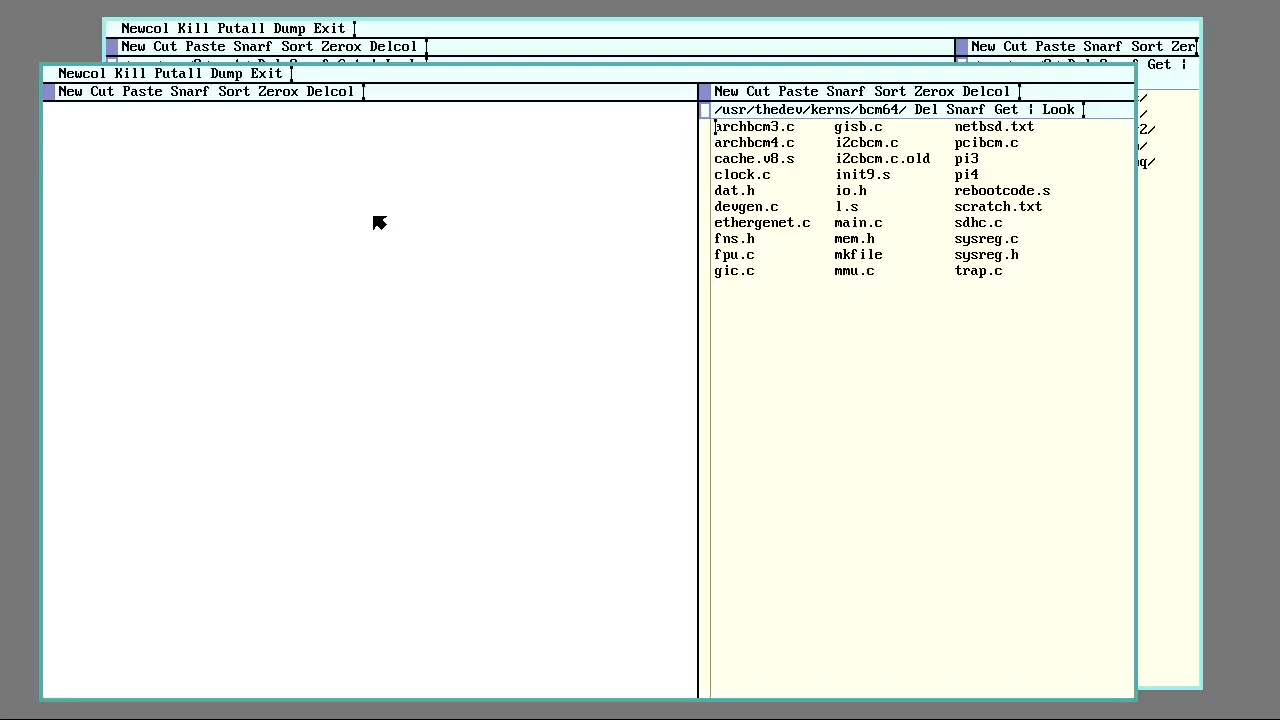 Newcol Kill Putall Dump Exit
New Cut Paste Snarf Sort Zerox Delcol
New Cut Paste Snarf Sort Zer
Get |
Newcol Kill Putall Dump Exit
New Cut Paste Snarf Sort Zerox Delcol
New Cut Paste Snarf Sort Zerox Delcol
/usr/thedev/kerns/bcm64/ Del Snarf Get | Look
archbcm3.c gisb.c netbsd.txt
archbcm4.c i2cbcm.c pcibcm.c
cache.v8.s i2cbcm.c.old pi3
clock.c init9.s pi4
dat.h io.h rebootcode.s
devgen.c l.s scratch.txt
ethergenet.c main.c sdhc.c
fns.h mem.h sysreg.c
fpu.c mkfile sysreg.h
gic.c mmu.c trap.c